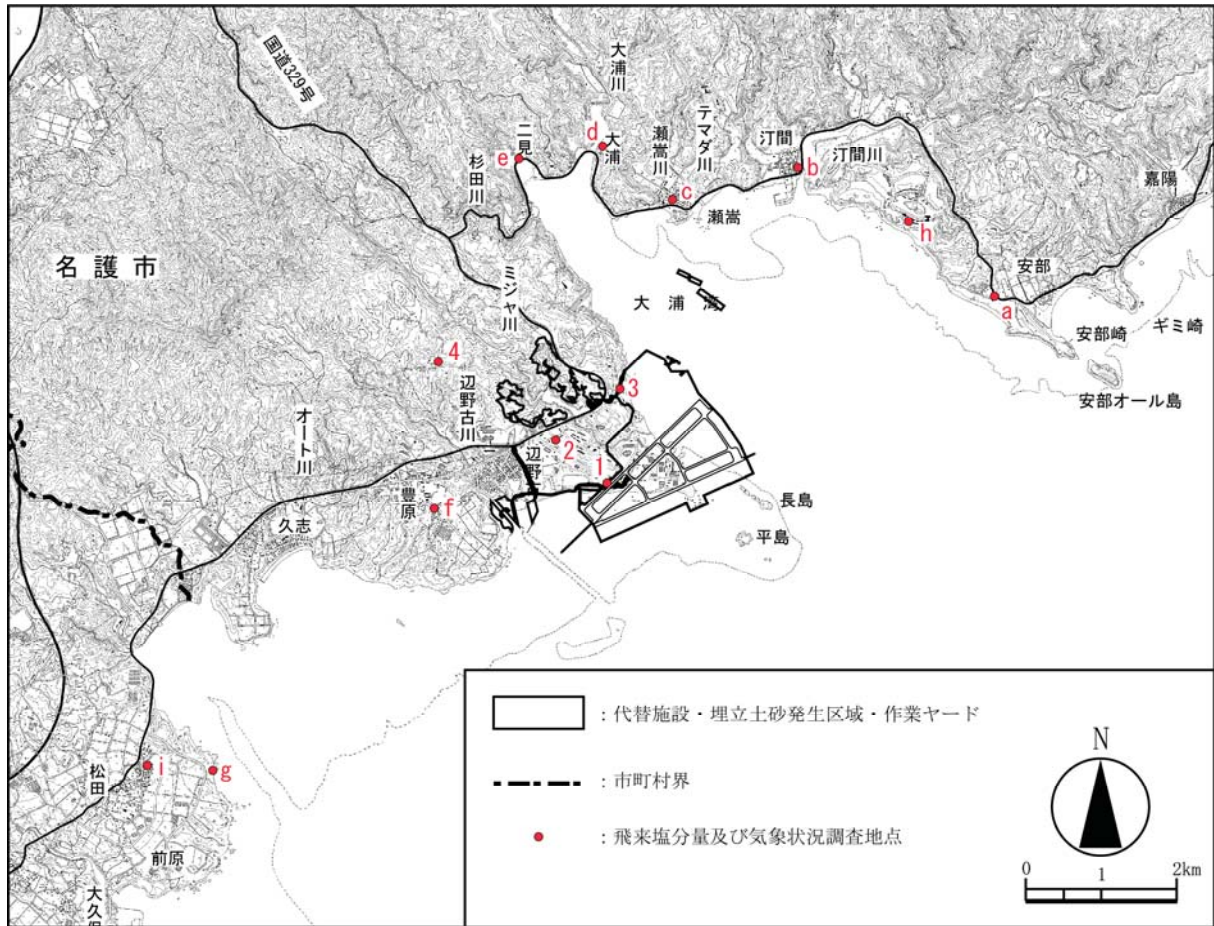 国道329号
大浦川
テマダ川
二見
d
大浦
瀬嵩川
汀間
e
杉田川
b
汀間川
嘉陽
c
瀬嵩
h
名護市
安部
ミジャ川
大浦
a
安部崎
ギミ崎
4
3
安部オール島
辺野古川
オート川
2
辺野
1
豊原
f
長島
久志
平島
松田
i
g
前原
大久保
:代替施設・埋立土砂発生区域・作業ヤード
:市町村界
:飛来塩分量及び気象状況調査地点
N
0 1 2km